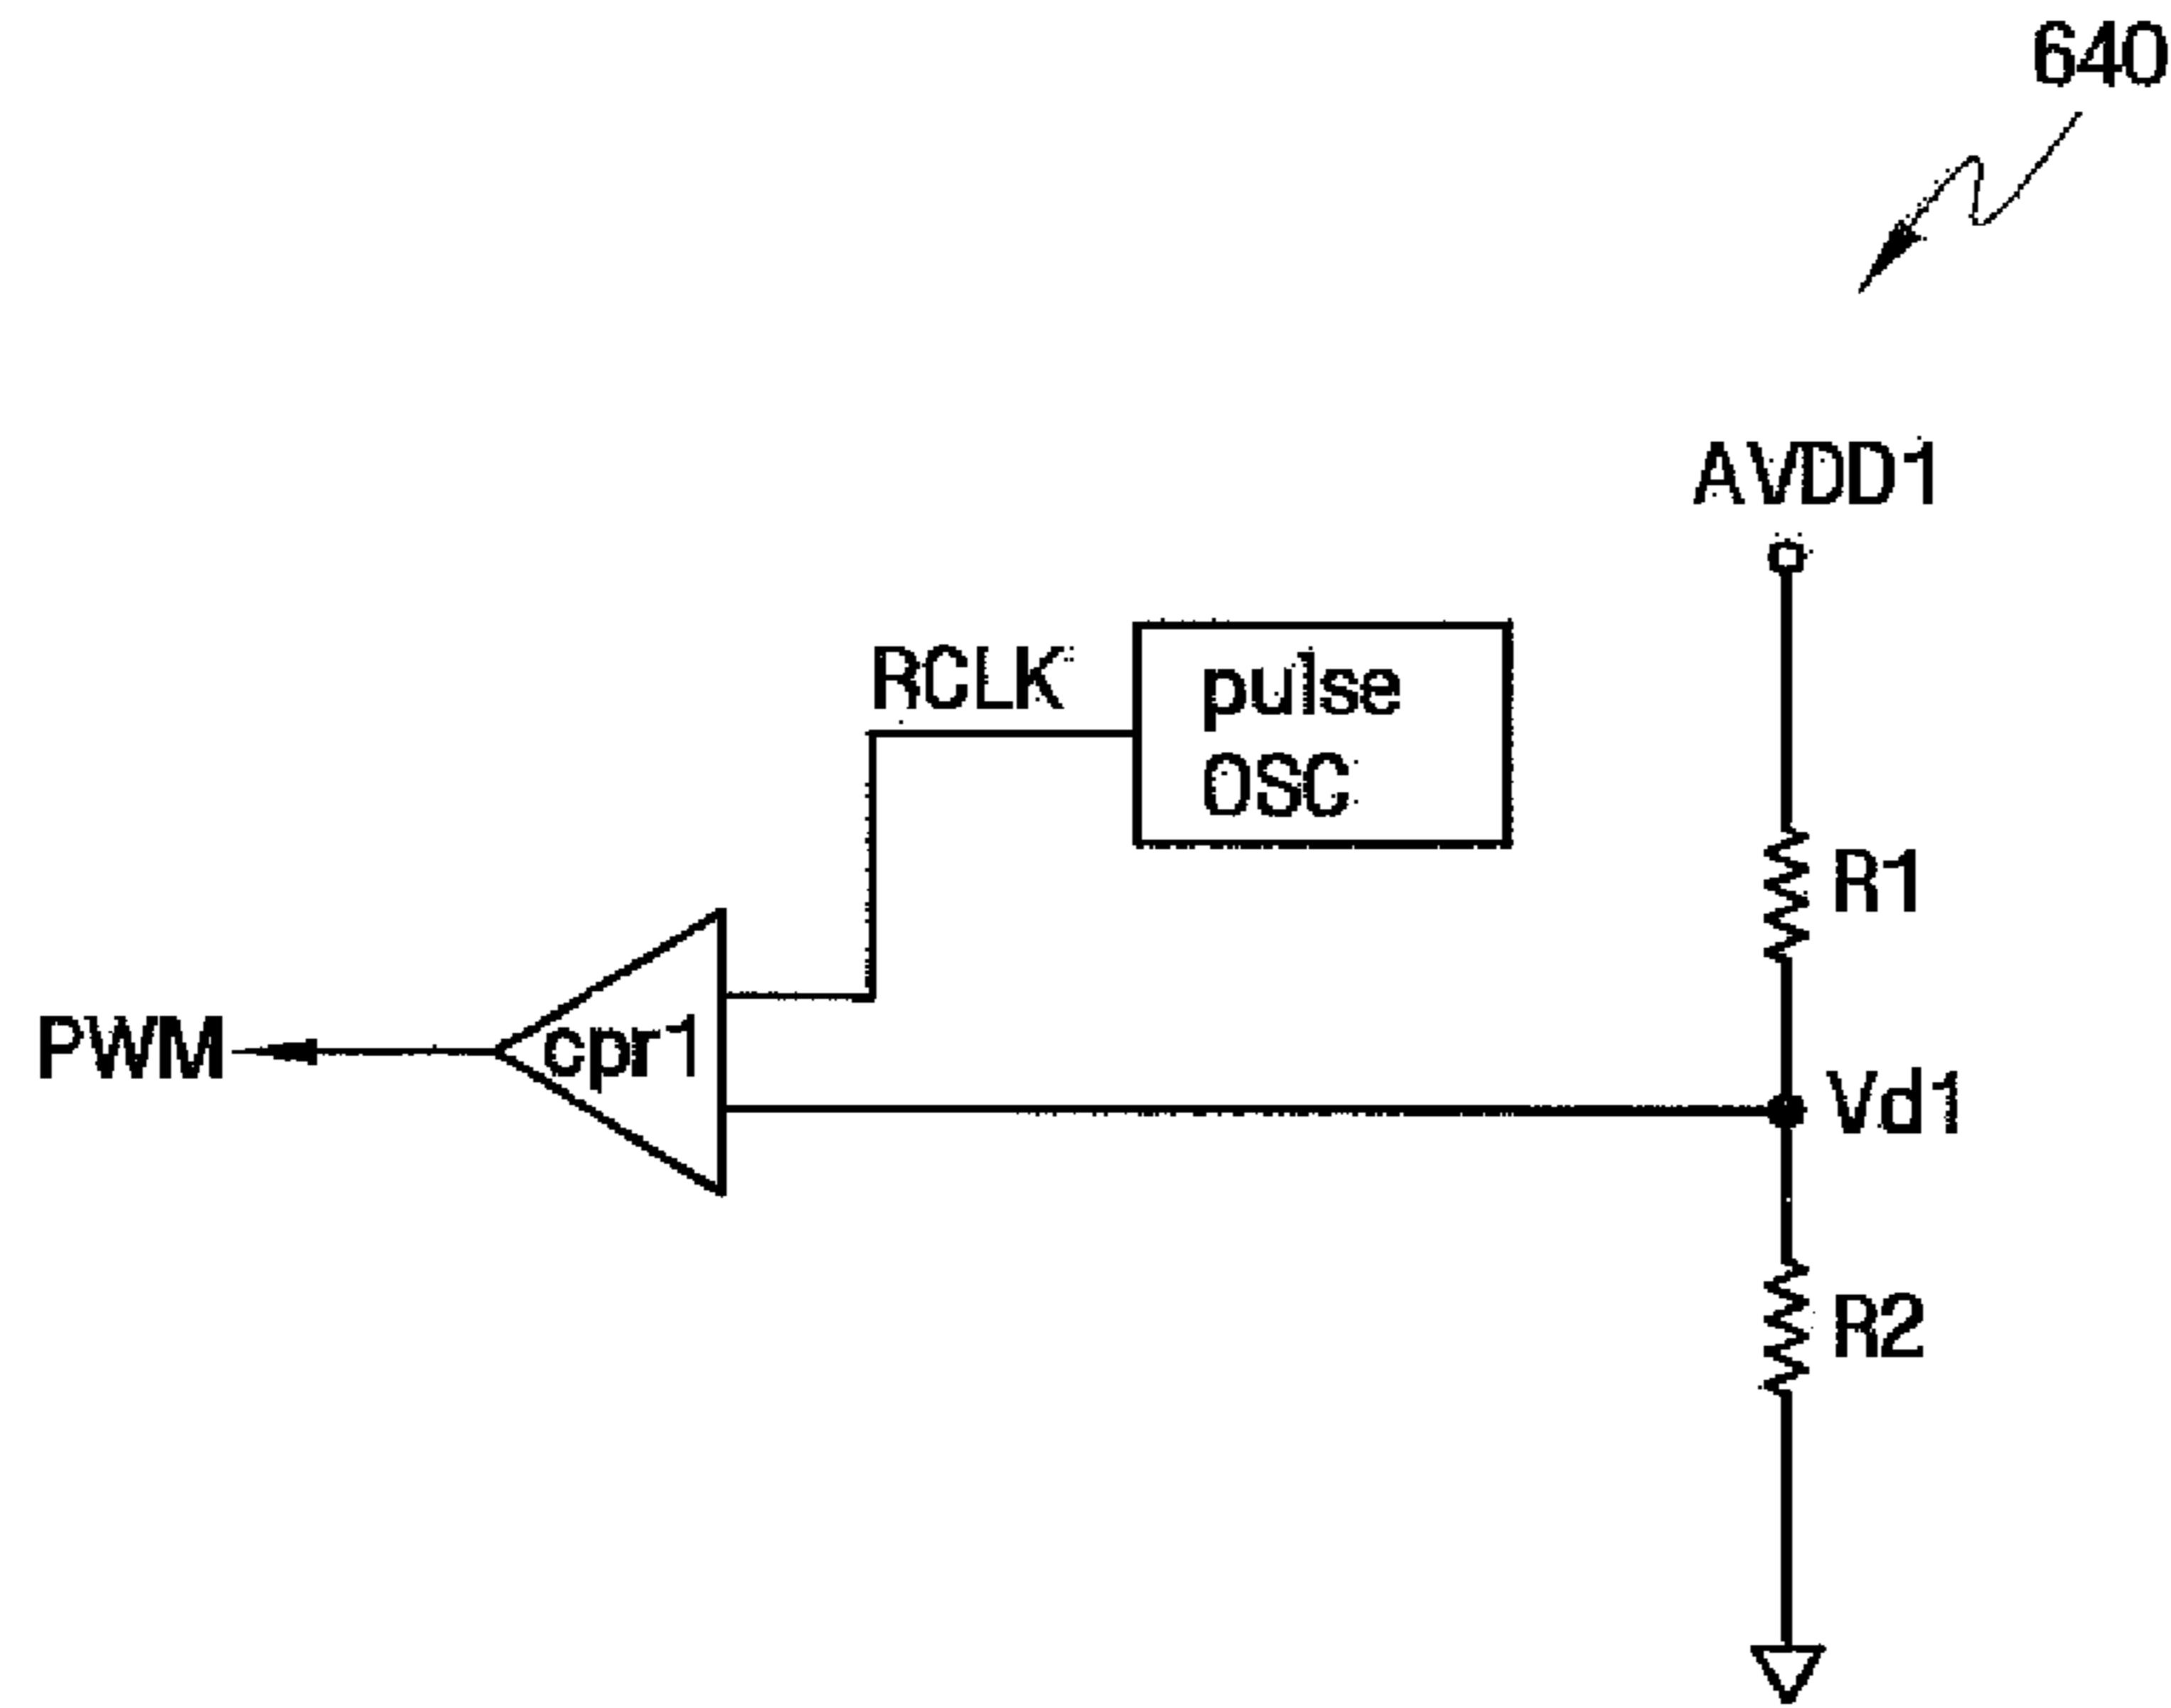 640
AVDD1
RCLK
pulse
OSC
R1
cpr1
PWM
Vd1
R2